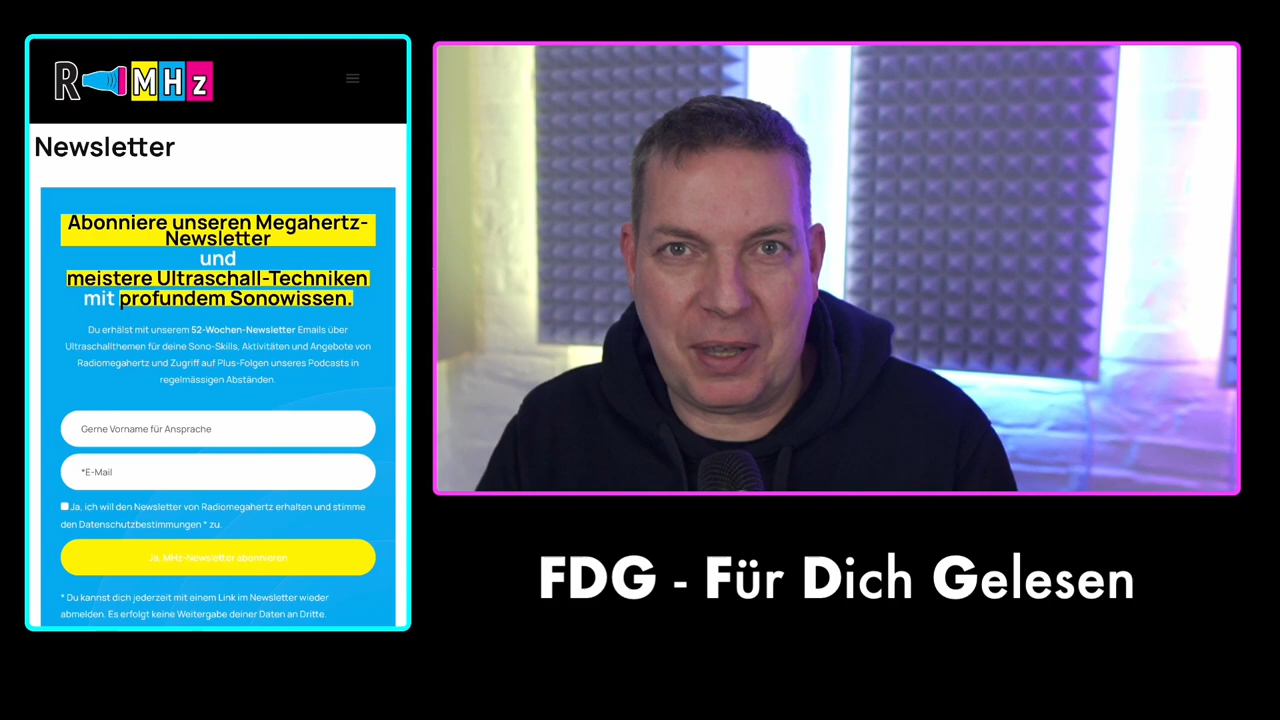 R MHz
Newsletter
Abonniere unseren Megahertz-
Newsletter
und
meistere Ultraschall-Techniken
mit profundem Sonowissen.
Du erhälst mit unserem 52-Wochen-Newsletter Emails über
Ultraschallthemen für deine Sono-Skills, Aktivitäten und Angebote von
Radiomegahertz und Zugriff auf Plus-Folgen unseres Podcasts in
regelmässigen Abständen.
Gerne Vorname für Ansprache
*E-Mail
Ja, ich will den Newsletter von Radiomegahertz erhalten und stimme
den Datenschutzbestimmungen * zu.
Ja, MHz-Newsletter abonnieren
* Du kannst dich jederzeit mit einem Link im Newsletter wieder
abmelden. Es erfolgt keine Weitergabe deiner Daten an Dritte.
FDG - Für Dich Gelesen